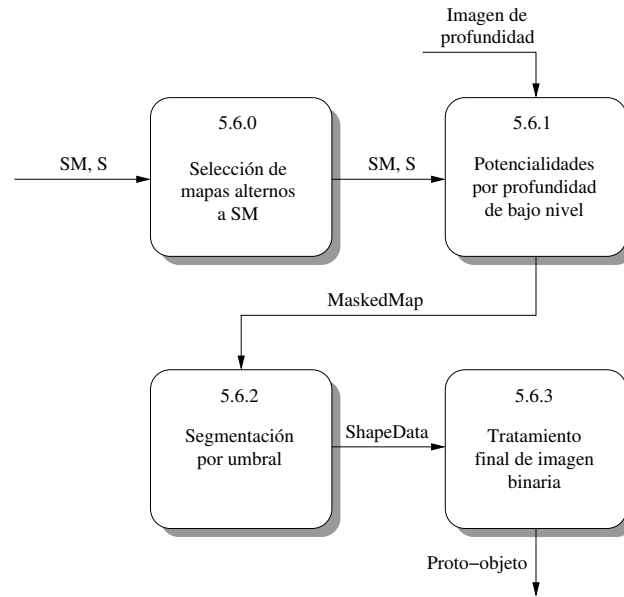 Imagen de
profundidad
5.6.0
Selección de
mapas alternos
a SM
5.6.1
Potencialidades
por profundidad
de bajo nivel
SM, S
SM, S
MaskedMap
5.6.2
Segmentación
por umbral
ShapeData
5.6.3
Tratamiento
final de imagen
binaria
Proto−objeto